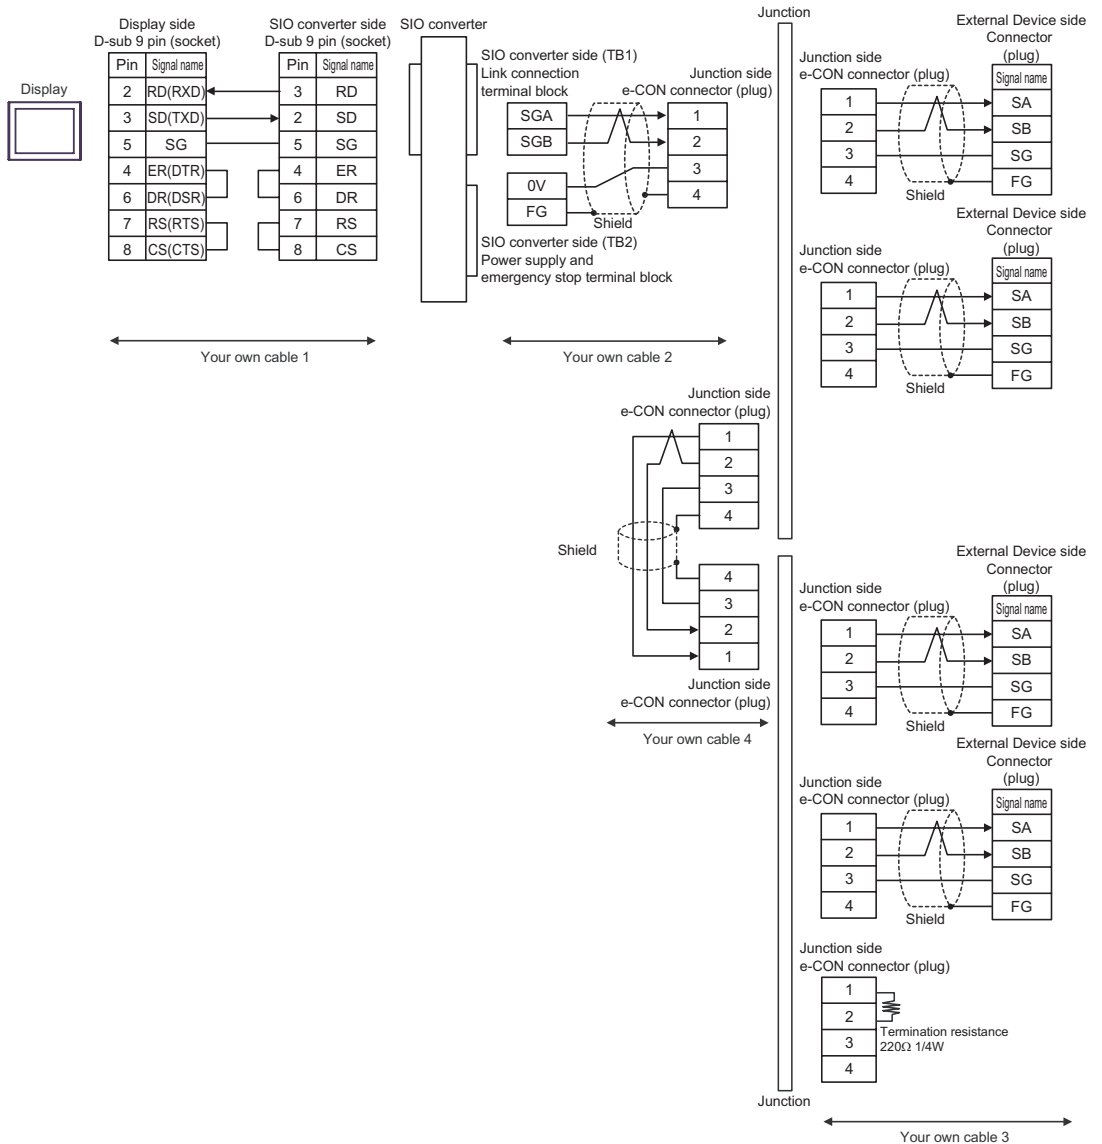 Display
Display side
D-sub 9 pin (socket)
Pin Signal name
2 RD(RXD)
3 SD(TXD)
5 SG
4 ER(DTR)
6 DR(DSR)
7 RS(RTS)
8 CS(CTS)
SIO converter side
D-sub 9 pin (socket)
Pin Signal name
3 RD
2 SD
5 SG
4 ER
6 DR
7 RS
8 CS
Your own cable 1
SIO converter
SIO converter side (TB1)
Link connection
terminal block
SGA
SGB
0V
FG
Shield
SIO converter side (TB2)
Power supply and
emergency stop terminal block
Junction side
e-CON connector (plug)
1
2
3
4
Your own cable 2
Junction side
e-CON connector (plug)
1
2
3
4
Shield
4
3
2
1
Junction side
e-CON connector (plug)
Your own cable 4
Junction
Junction side
e-CON connector (plug)
1
2
3
4
Shield
External Device side
Connector
(plug)
Signal name
SA
SB
SG
FG
Junction side
e-CON connector (plug)
1
2
3
4
Shield
External Device side
Connector
(plug)
Signal name
SA
SB
SG
FG
Junction side
e-CON connector (plug)
1
2
3
4
Shield
External Device side
Connector
(plug)
Signal name
SA
SB
SG
FG
Junction side
e-CON connector (plug)
1
2
3
4
Shield
External Device side
Connector
(plug)
Signal name
SA
SB
SG
FG
Junction side
e-CON connector (plug)
1
2
3
4
Termination resistance
220Ω 1/4W
Junction
Your own cable 3